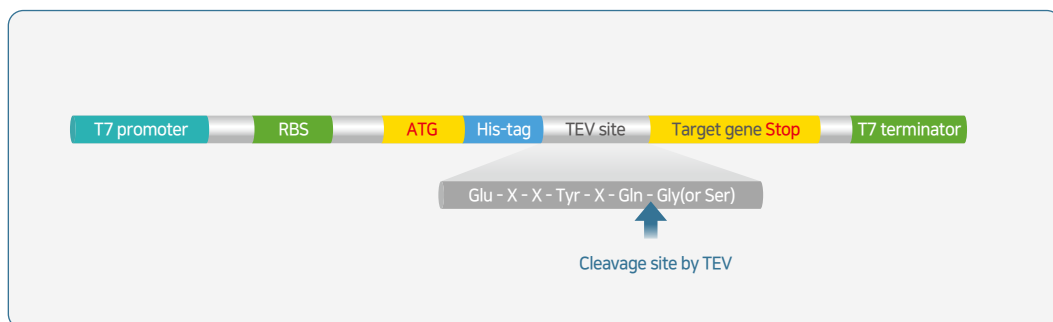 T7 promoter RBS ATG His-tag TEV site Target gene Stop T7 terminator
Glu - X - X - Tyr - X - Gln - Gly(or Ser)
Cleavage site by TEV